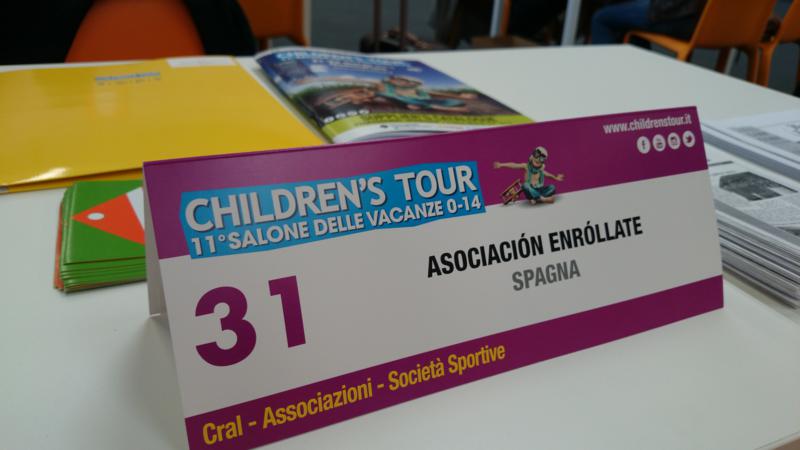 www.childrenstour.it
CHILDREN'S TOUR
11° SALONE DELLE VACANZE 0-14
31
ASOCIACIÓN ENRÓLLATE
SPAGNA
Cral - Associazioni - Società Sportive